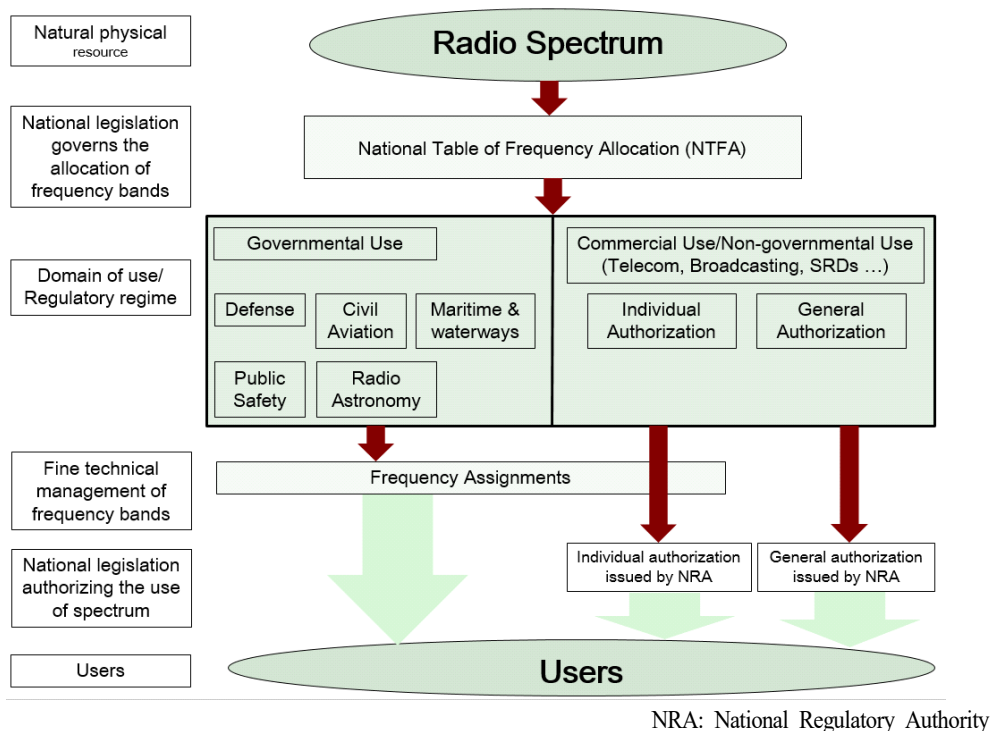 Natural physical
resource
Radio Spectrum
National legislation
governs the
allocation of
frequency bands
National Table of Frequency Allocation (NTFA)
Domain of use/
Regulatory regime
Governmental Use
Defense
Civil
Aviation
Maritime &
waterways
Public
Safety
Radio
Astronomy
Commercial Use/Non-governmental Use
(Telecom, Broadcasting, SRDs ...)
Individual
Authorization
General
Authorization
Fine technical
management of
frequency bands
Frequency Assignments
National legislation
authorizing the use
of spectrum
Individual authorization
issued by NRA
General authorization
issued by NRA
Users
Users
NRA: National Regulatory Authority